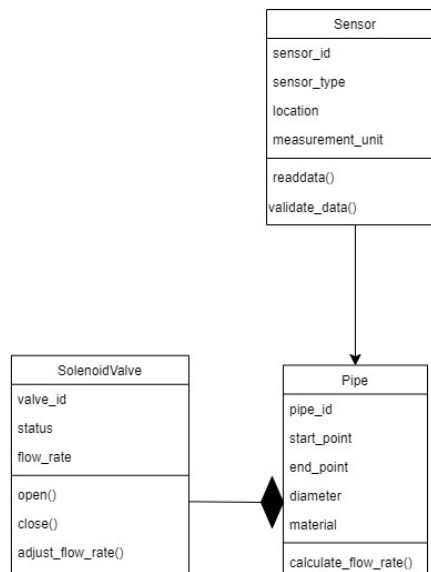 Sensor
sensor_id
sensor_type
location
measurement_unit
readdata()
validate_data()
SolenoidValve
valve_id
status
flow_rate
open()
close()
adjust_flow_rate()
Pipe
pipe_id
start_point
end_point
diameter
material
calculate_flow_rate()